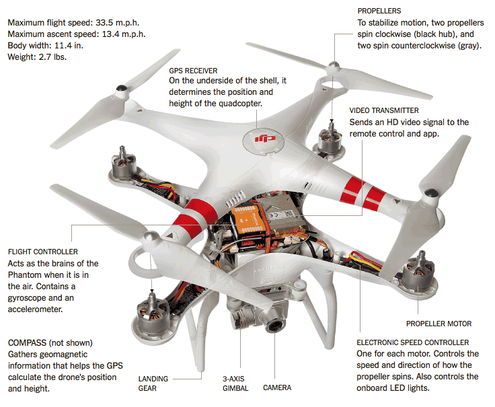 Maximum flight speed: 33.5 m.p.h.
Maximum ascent speed: 13.4 m.p.h.
Body width: 11.4 in.
Weight: 2.7 lbs.
PROPELLERS
To stabilize motion, two propellers
spin clockwise (black hub), and
two spin counterclockwise (gray).
GPS RECEIVER
On the underside of the shell, it
determines the position and
height of the quadcopter.
VIDEO TRANSMITTER
Sends an HD video signal to the
remote control and app.
dji
FLIGHT CONTROLLER
Acts as the brains of the
Phantom when it is in
the air. Contains a
gyroscope and an
accelerometer.
PROPELLER MOTOR
COMPASS (not shown)
Gathers geomagnetic
information that helps the GPS
calculate the drone's position
and height.
ELECTRONIC SPEED CONTROLLER
One for each motor. Controls the
speed and direction of how the
propeller spins. Also controls the
onboard LED lights.
LANDING
GEAR
3-AXIS
GIMBAL
CAMERA